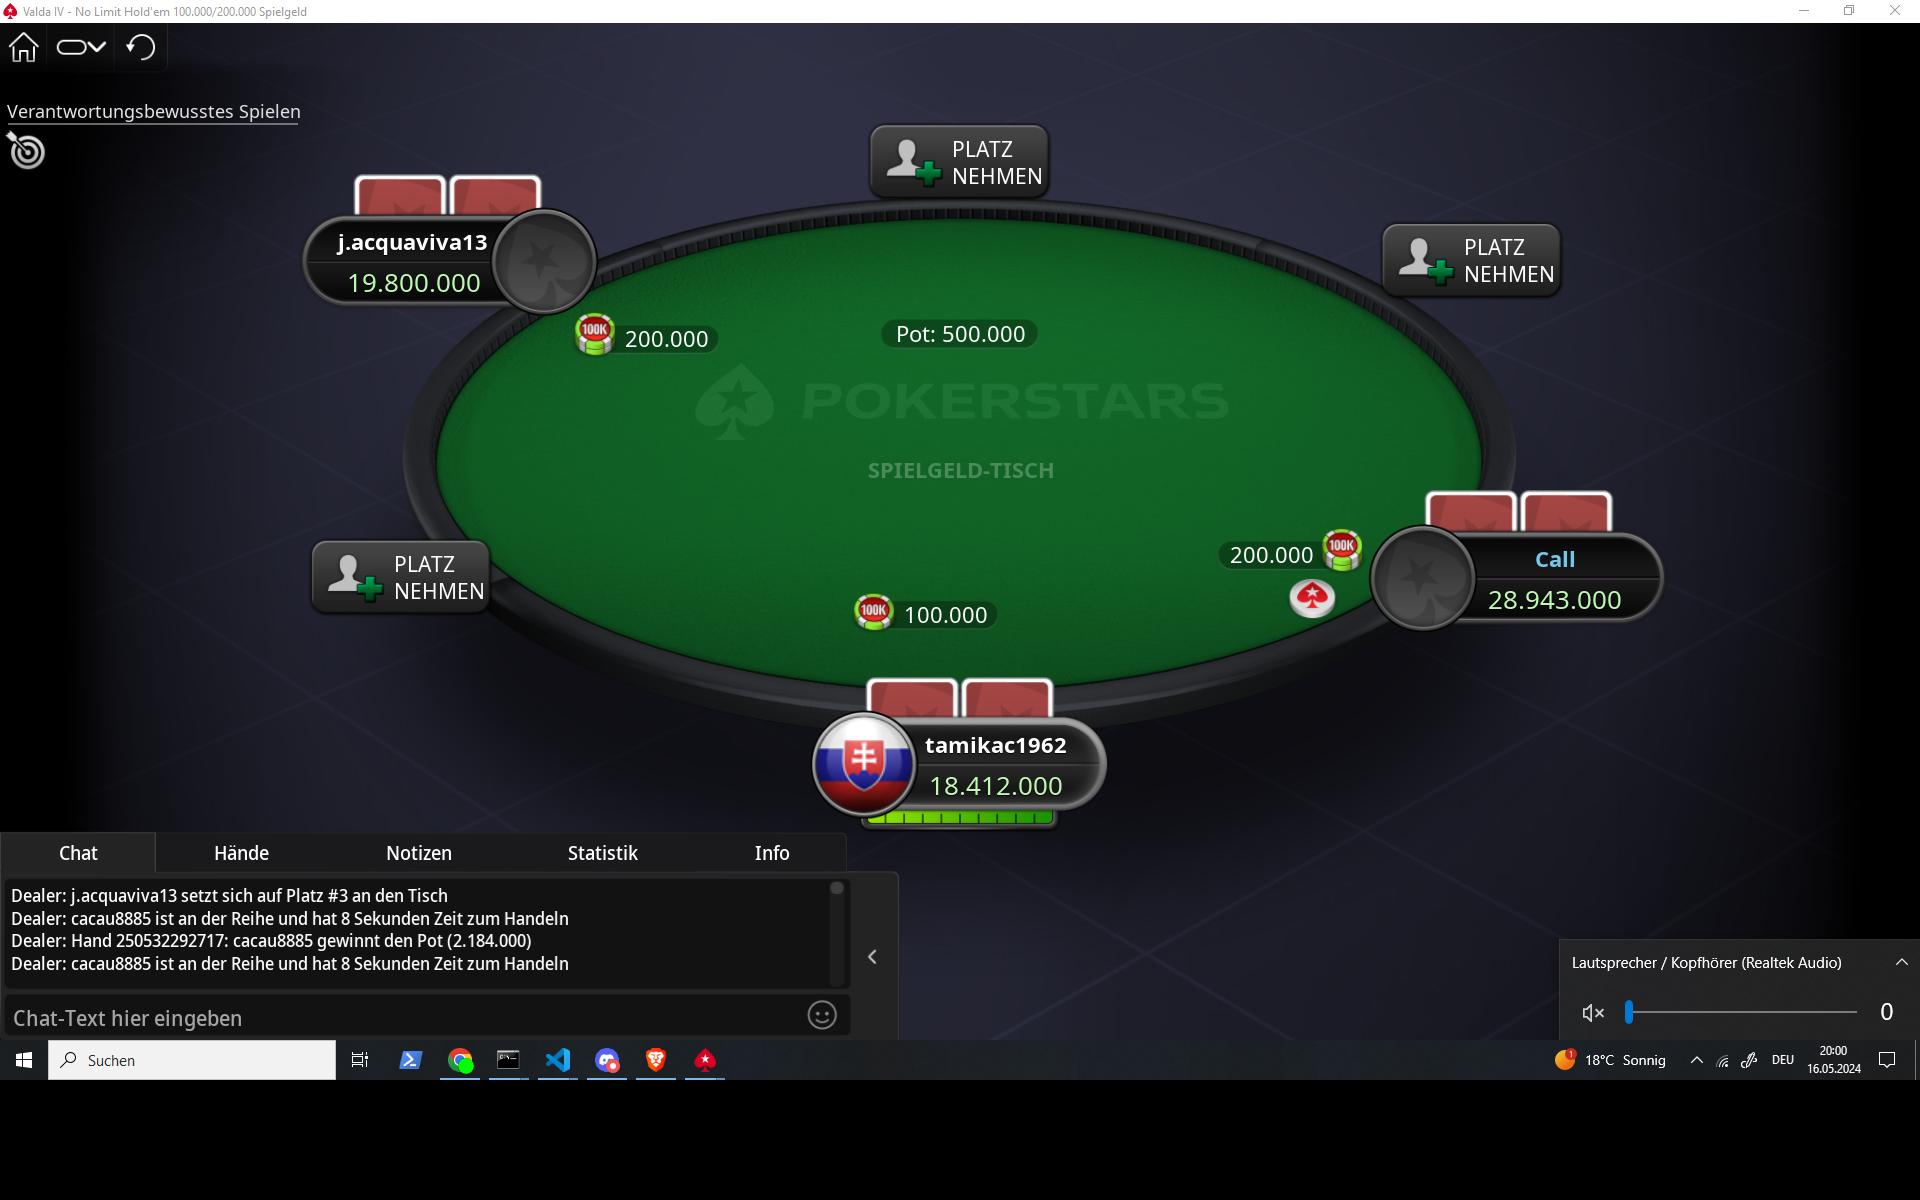 Valda IV - No Limit Hold'em 100.000/200.000 Spielgeld
Verantwortungsbewusstes Spielen
PLATZ
NEHMEN
j.acquaviva13
19.800.000
PLATZ
NEHMEN
100K
200.000
Pot: 500.000
POKERSTARS
SPIELGELD-TISCH
200.000
100K
Call
28.943.000
PLATZ
NEHMEN
100K
100.000
tamikac1962
18.412.000
Chat
Hände
Notizen
Statistik
Info
Dealer: j.acquaviva13 setzt sich auf Platz #3 an den Tisch
Dealer: cacau8885 ist an der Reihe und hat 8 Sekunden Zeit zum Handeln
Dealer: Hand 250532292717: cacau8885 gewinnt den Pot (2.184.000)
Dealer: cacau8885 ist an der Reihe und hat 8 Sekunden Zeit zum Handeln
Chat-Text hier eingeben
Lautsprecher / Kopfhörer (Realtek Audio)
0
Suchen
1
18°C Sonnig
DEU
20:00
16.05.2024